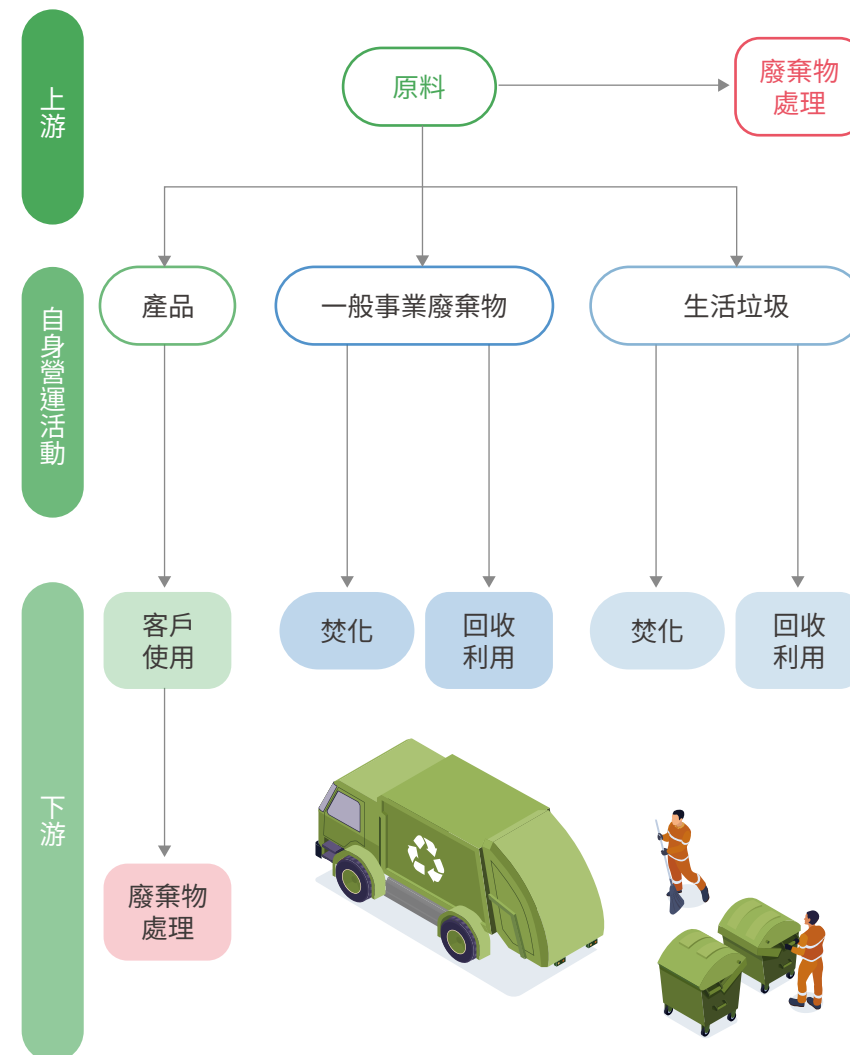 上游
原料
廢棄物
處理
自身營運活動
產品
一般事業廢棄物
生活垃圾
下游
客戶
使用
焚化
回收
利用
焚化
回收
利用
廢棄物
處理